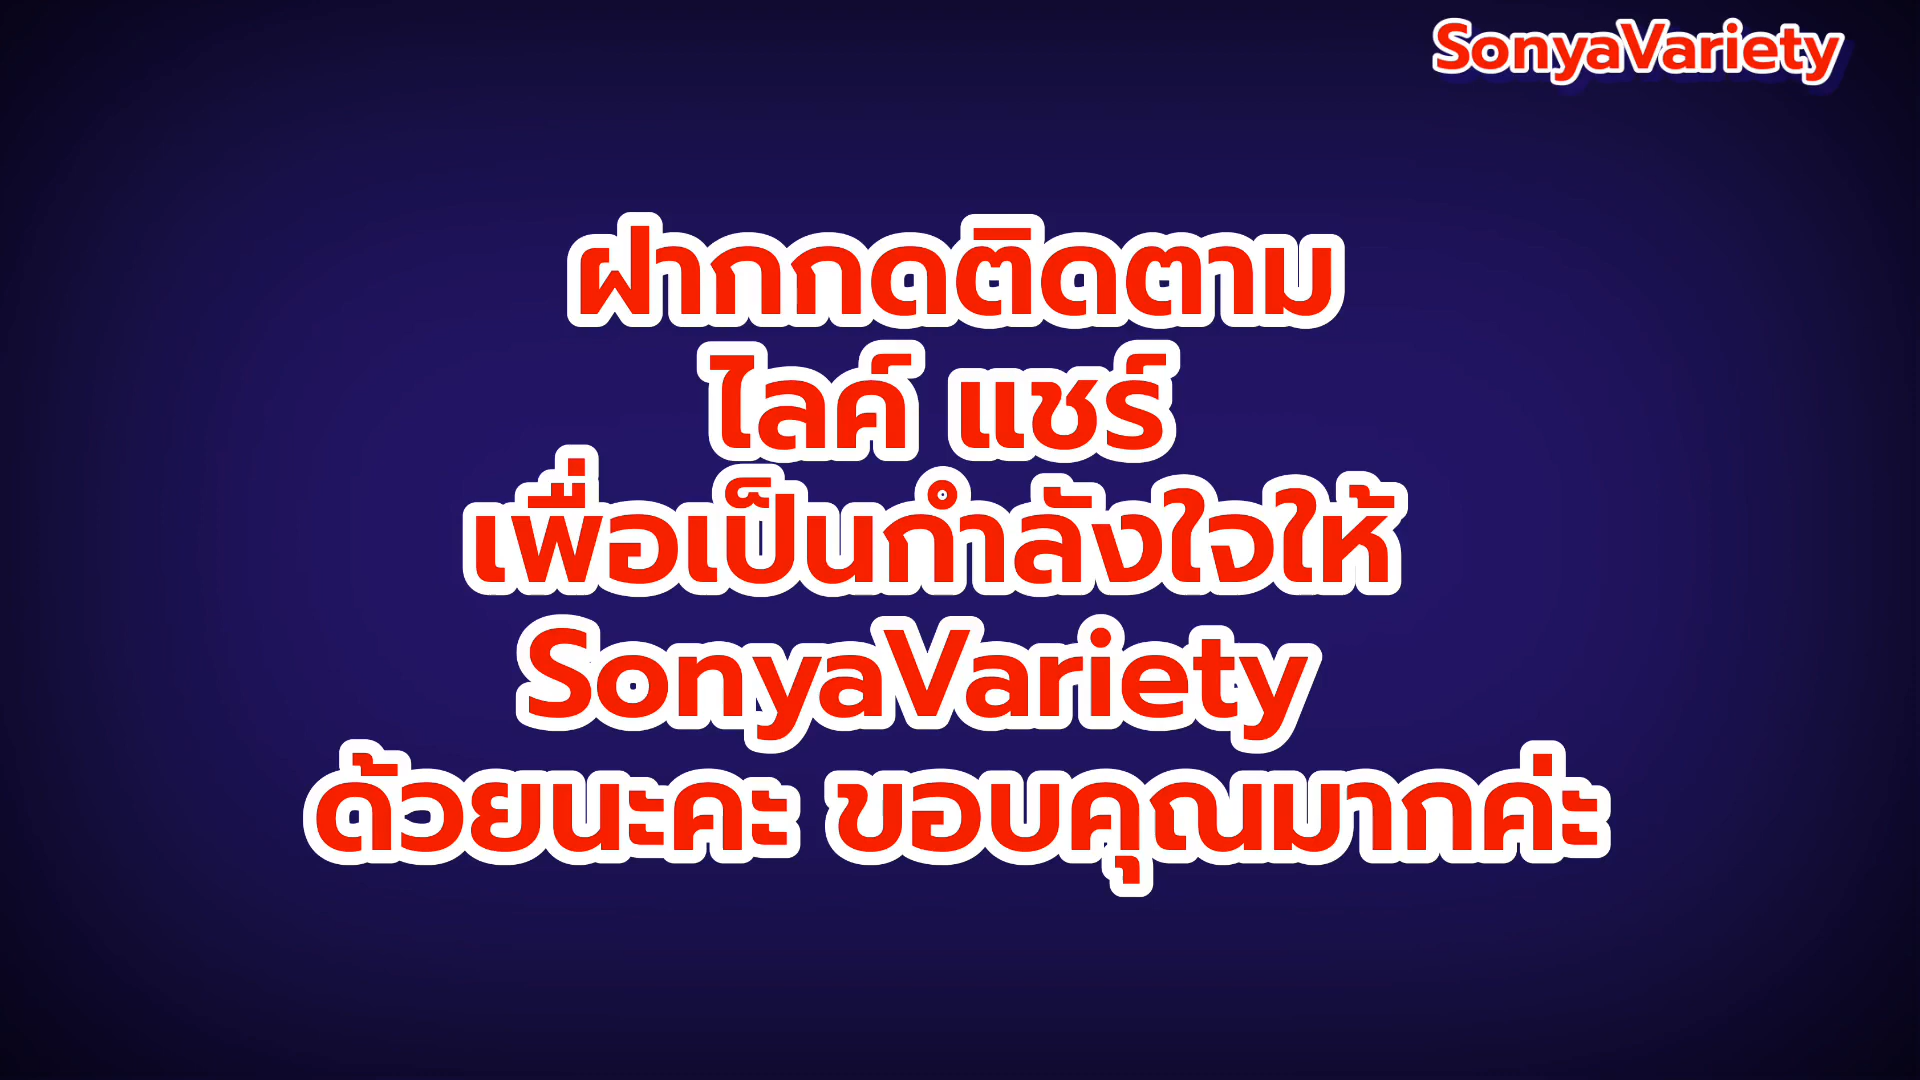 SonyaVariety
ฝากกดติดตาม
ไลค์ แชร์
เพื่อเป็นกำลังใจให้
SonyaVariety
ด้วยนะคะ ขอบคุณมากค่ะ